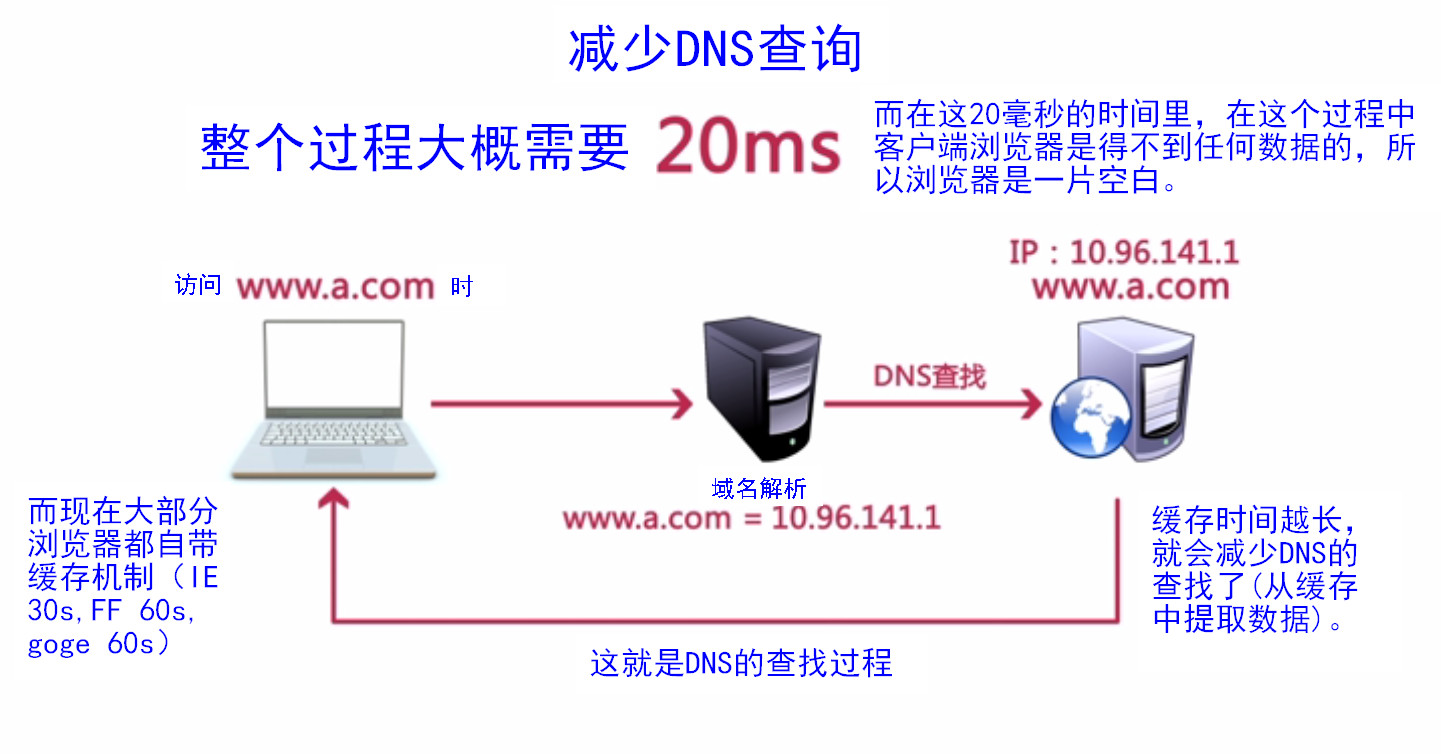 减少DNS查询
整个过程大概需要 20ms
而在这20毫秒的时间里，在这个过程中
客户端浏览器是得不到任何数据的，所
以浏览器是一片空白。
访问 www.a.com 时
IP：10.96.141.1
www.a.com
DNS查找
域名解析
www.a.com = 10.96.141.1
而现在大部分
浏览器都自带
缓存机制（IE
30s,FF 60s,
goge 60s）
缓存时间越长，
就会减少DNS的
查找了(从缓存
中提取数据)。
这就是DNS的查找过程